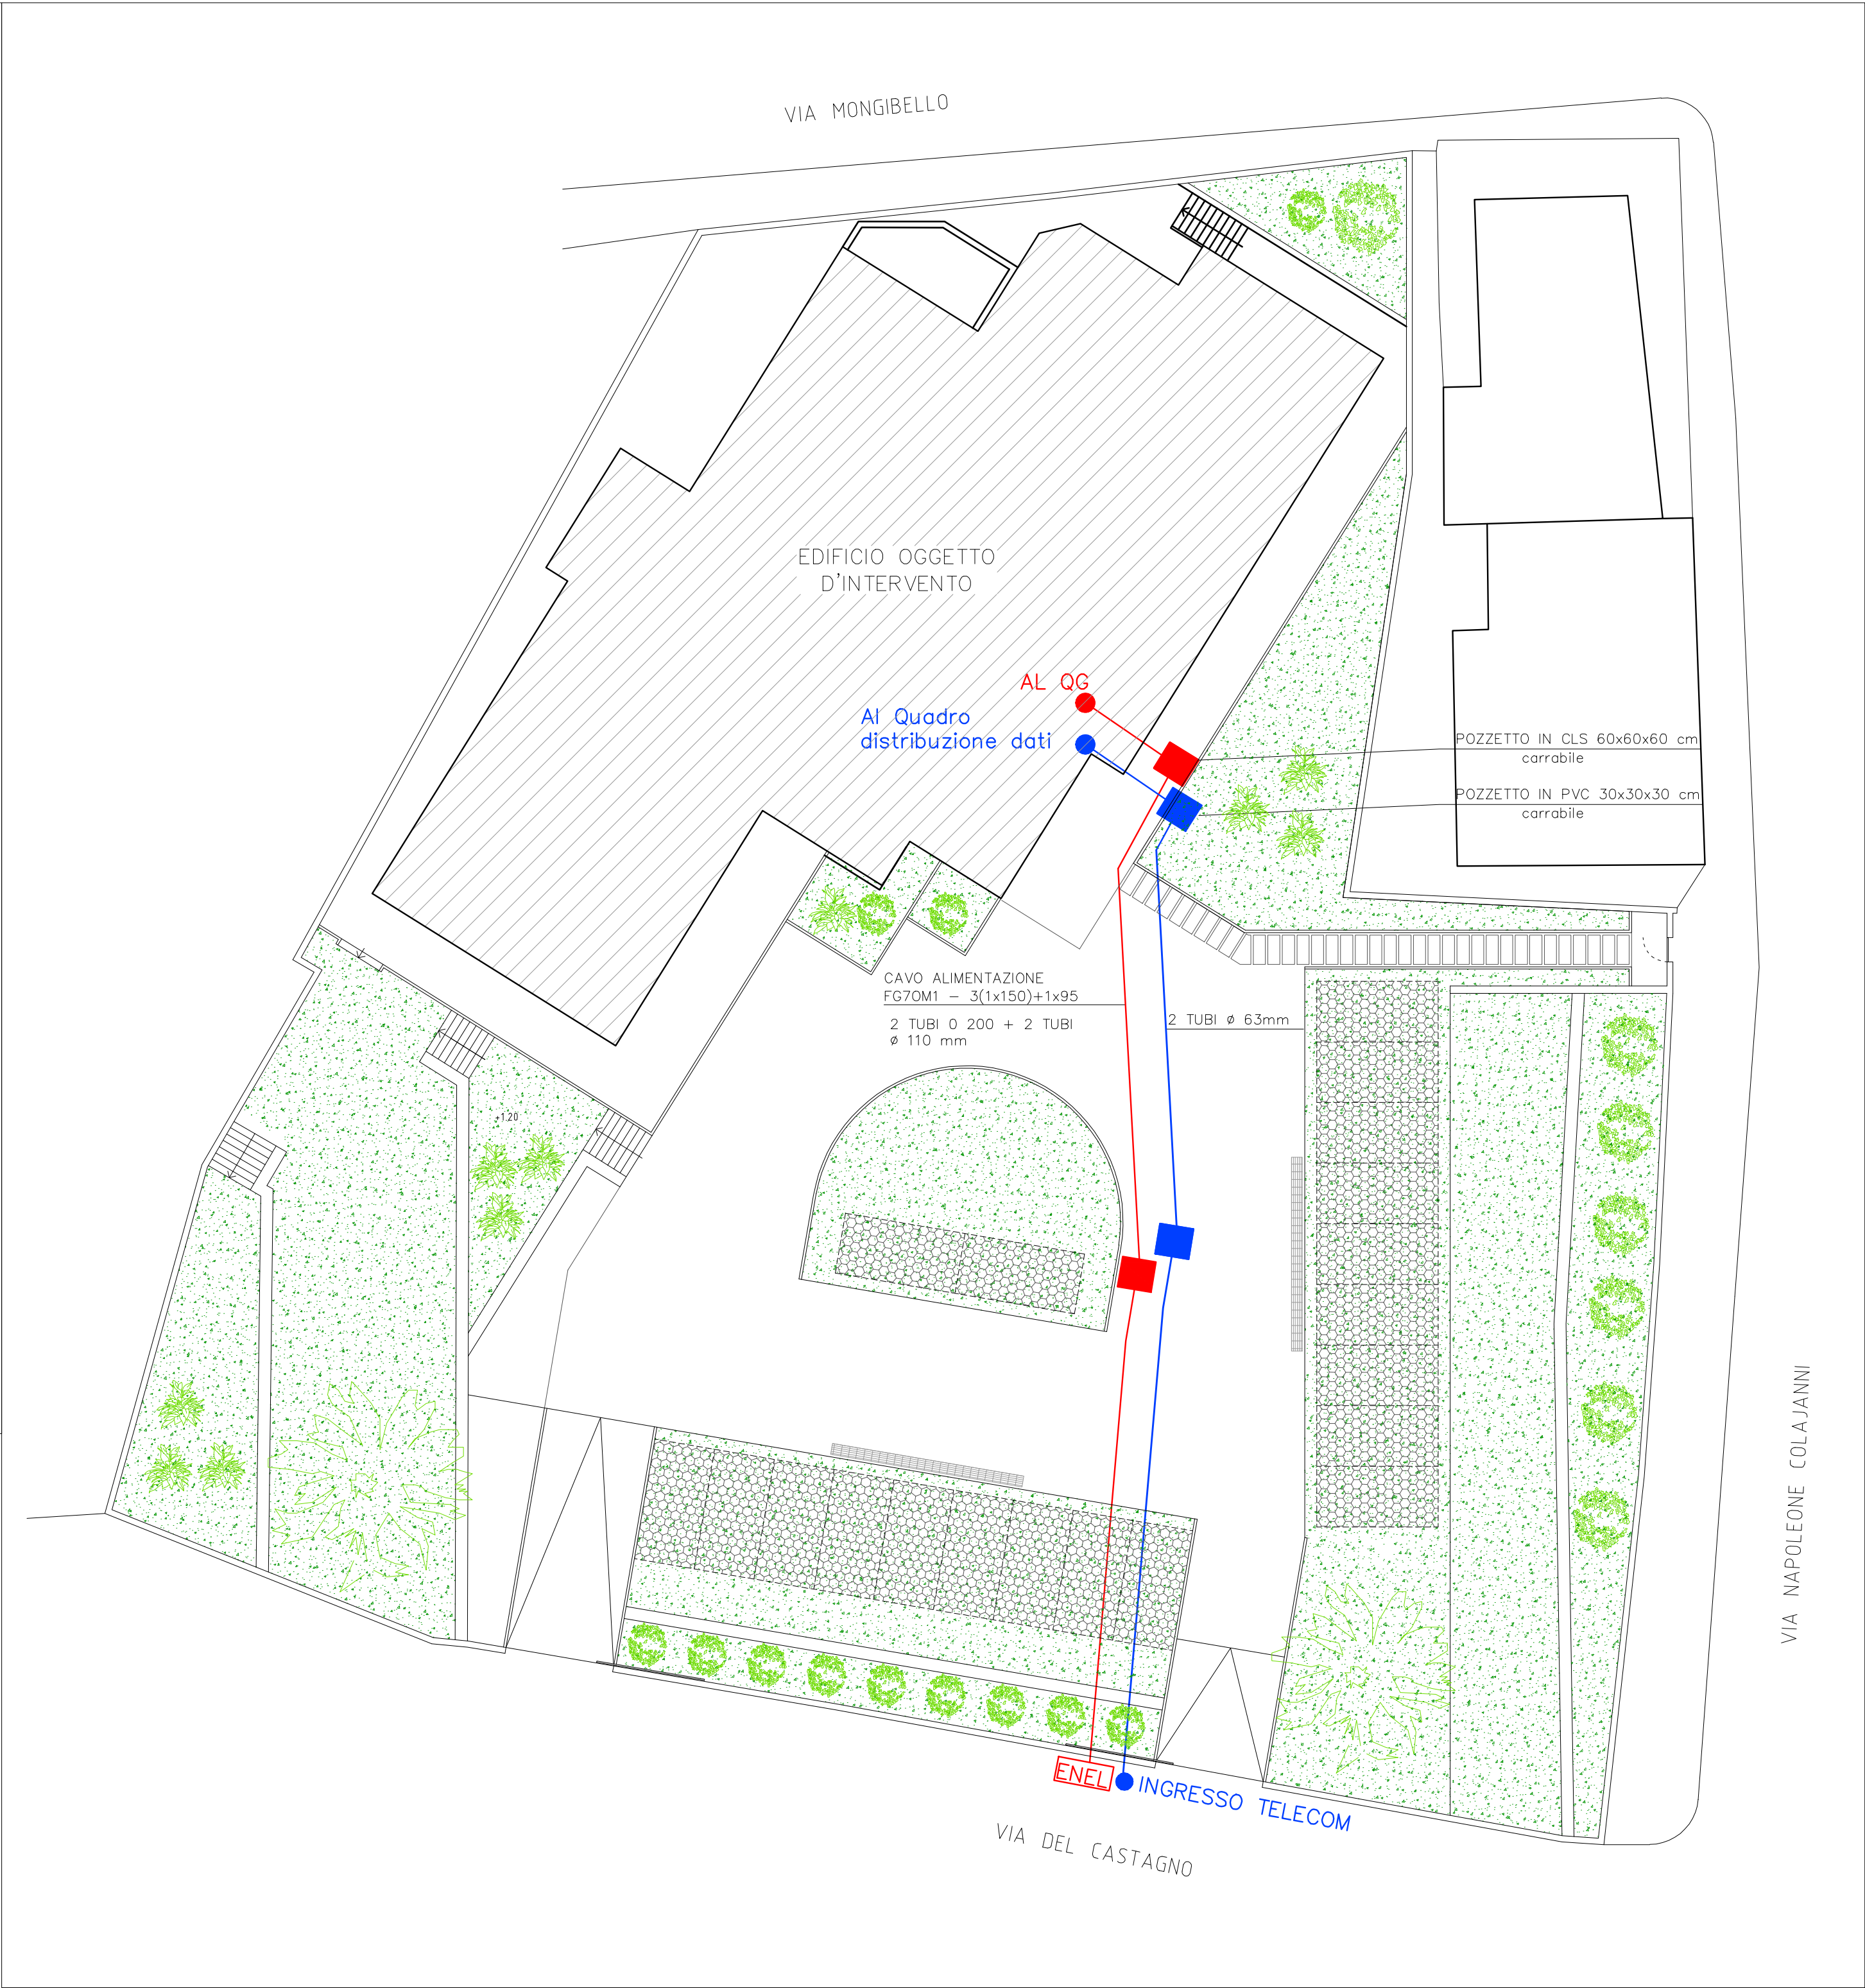 VIA MONGIBELLO
EDIFICIO OGGETTO
D'INTERVENTO
AL QG
Al Quadro
distribuzione dati
POZZETTO IN CLS 60x60x60 cm
carrabile
POZZETTO IN PVC 30x30x30 cm
carrabile
CAVO ALIMENTAZIONE
FG7OM1 – 3(1x150)+1x95
2 TUBI 0 200 + 2 TUBI
ø 110 mm
2 TUBI ø 63mm
+1.20
VIA NAPOLEONE COLAJANNI
ENEL
INGRESSO TELECOM
VIA DEL CASTAGNO